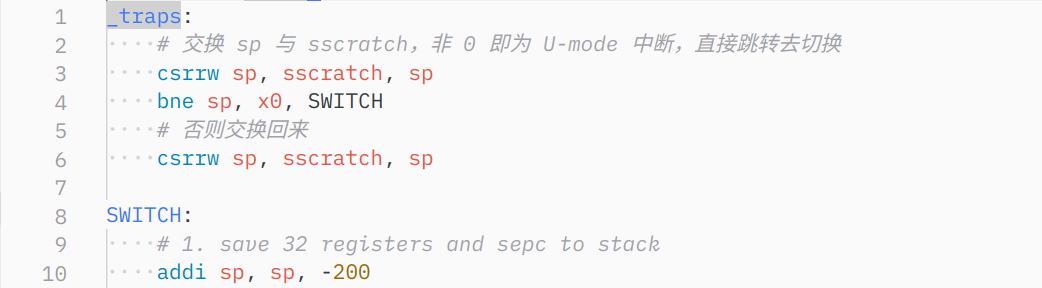 1 _traps:
2 ····# 交换 sp 与 sscratch，非 0 即为 U-mode 中断，直接跳转去切换
3 ····csrrw sp, sscratch, sp
4 ····bne sp, x0, SWITCH
5 ····# 否则交换回来
6 ····csrrw sp, sscratch, sp
7
8 SWITCH:
9 ····# 1. save 32 registers and sepc to stack
10 ····addi sp, sp, -200